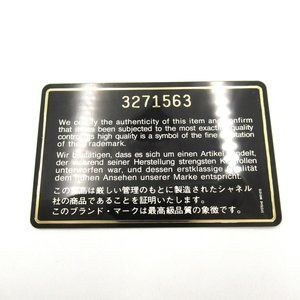 3271563
We certify the authenticity of this item and confirm
that it has been subjected to the most exacting quality
controls its high quality is a symbol of the fine reputation
of the trademark.
Wir bestätigen, dass es sich um einen Artikel handelt,
der während seiner Herstellung strengsten Kontrollen
unterworfen war, und dessen erstklassige Qualität
dem hohen Ansehen unserer Marke entspricht.
この製品は厳しい管理のもとに製造されたシャネル
社の商品であることを証明いたします。
このブランド・マークは最高級品質の象徴です。